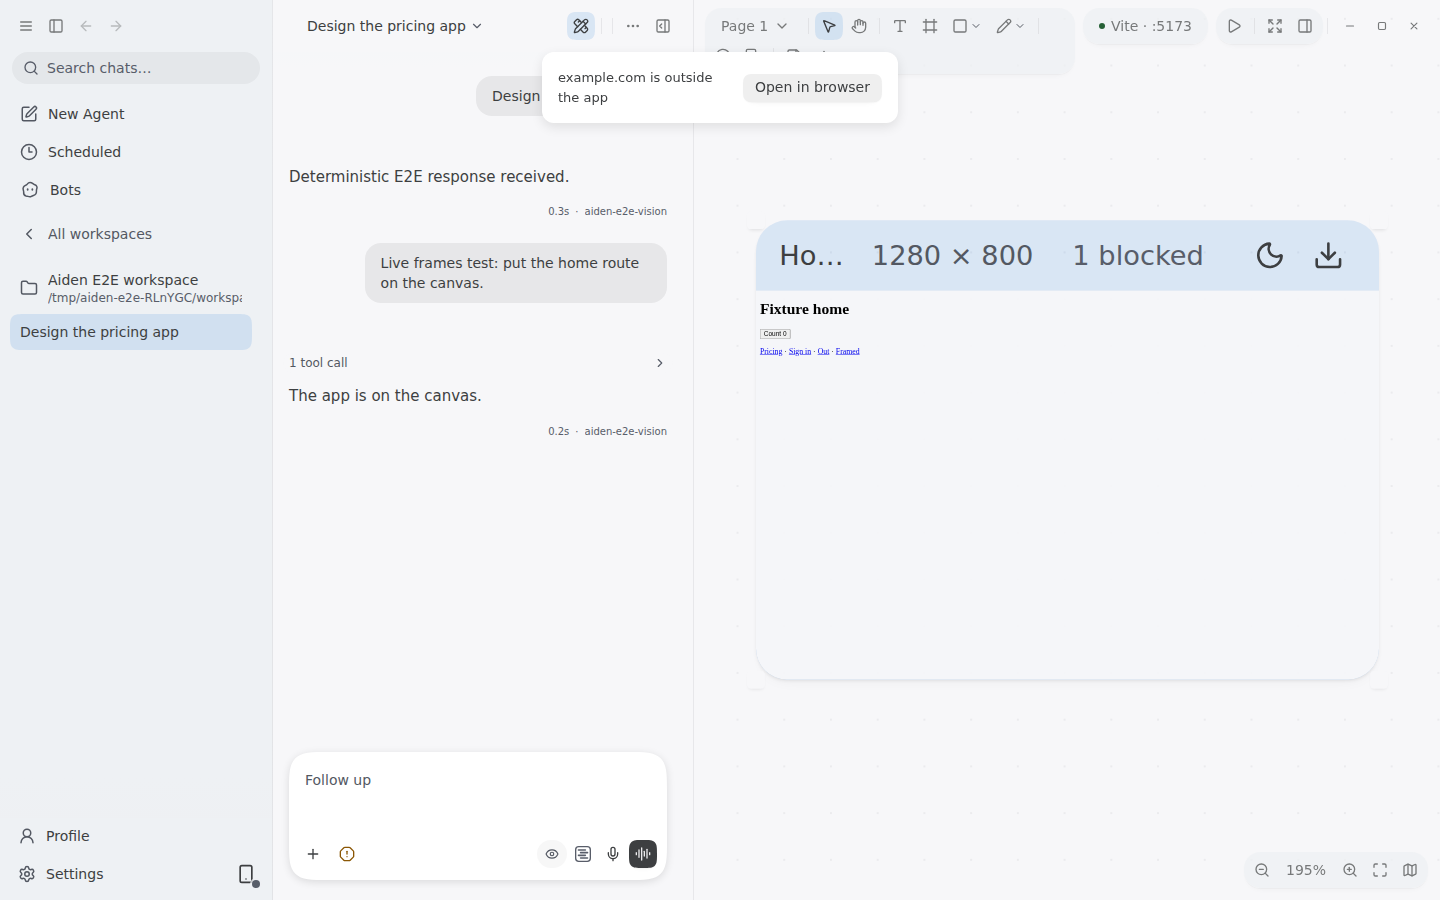 Search chats...
New Agent
Scheduled
Bots
All workspaces
Aiden E2E workspace
/tmp/aiden-e2e-RLnYGC/workspa
Design the pricing app
Profile
Settings
Design the pricing app
Design
Deterministic E2E response received.
0.3s · aiden-e2e-vision
Live frames test: put the home route
on the canvas.
1 tool call
The app is on the canvas.
0.2s · aiden-e2e-vision
Follow up
example.com is outside
the app
Open in browser
Page 1
Vite · :5173
Ho... 1280 × 800 1 blocked
Fixture home
Count 0
Pricing · Sign in · Out · Framed
195%